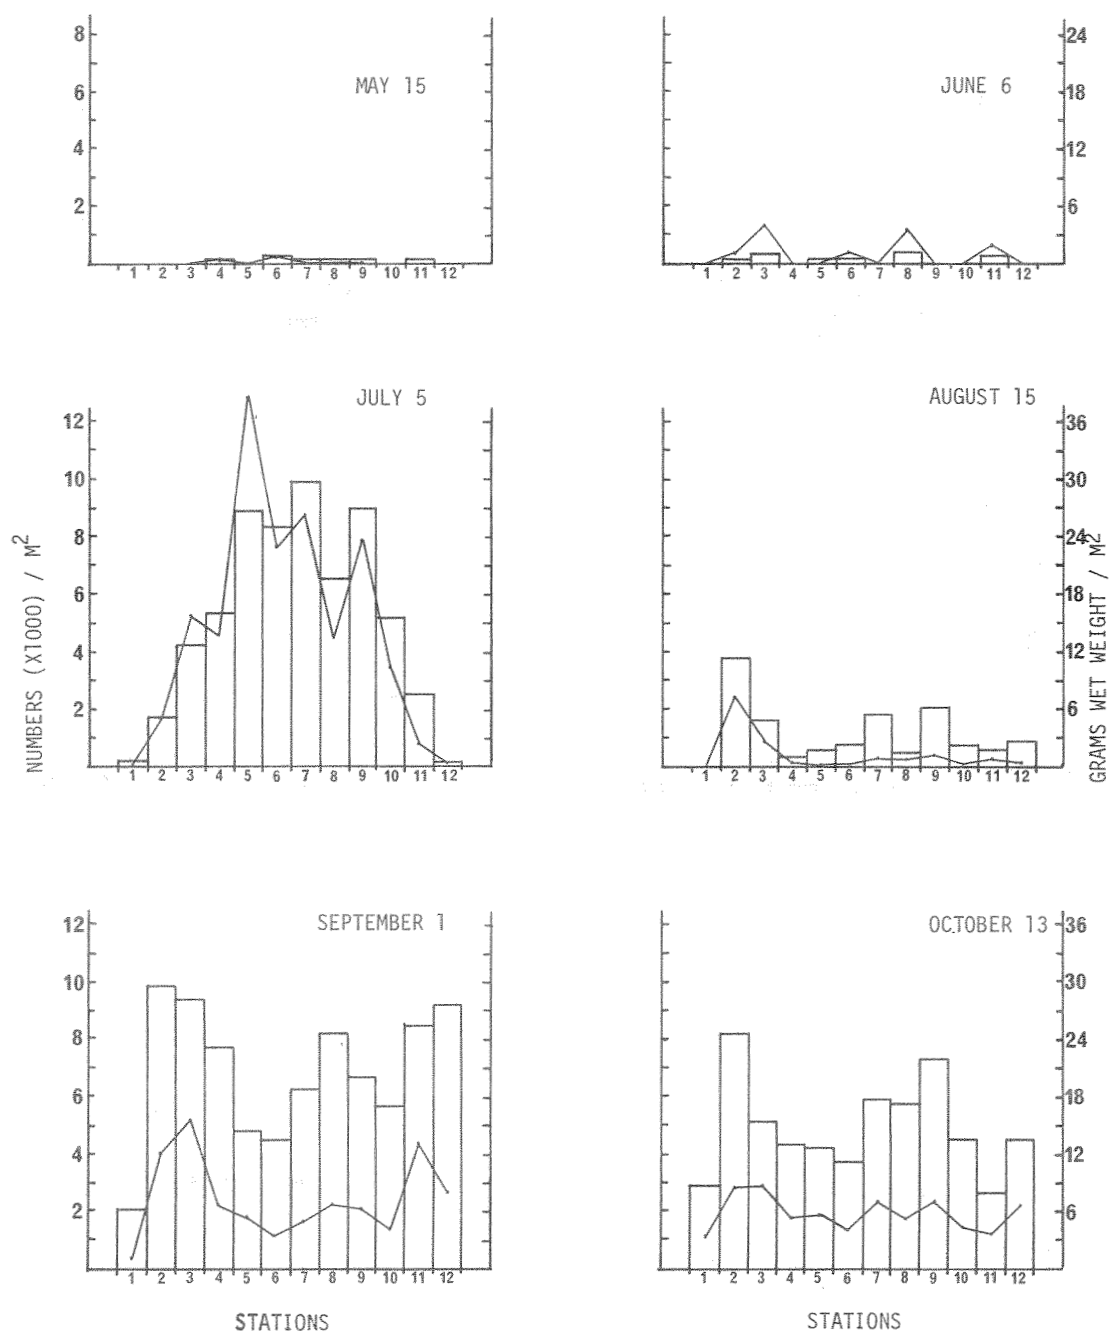 MAY 15
8
6
4
2
1 2 3 4 5 6 7 8 9 10 11 12
JUNE 6
24
18
12
6
1 2 3 4 5 6 7 8 9 10 11 12
JULY 5
12
10
8
6
4
2
1 2 3 4 5 6 7 8 9 10 11 12
AUGUST 15
36
30
24
18
12
6
1 2 3 4 5 6 7 8 9 10 11 12
NUMBERS (X1000) / M2
GRAMS WET WEIGHT / M2
SEPTEMBER 1
12
10
8
6
4
2
1 2 3 4 5 6 7 8 9 10 11 12
STATIONS
OCTOBER 13
36
30
24
18
12
6
1 2 3 4 5 6 7 8 9 10 11 12
STATIONS